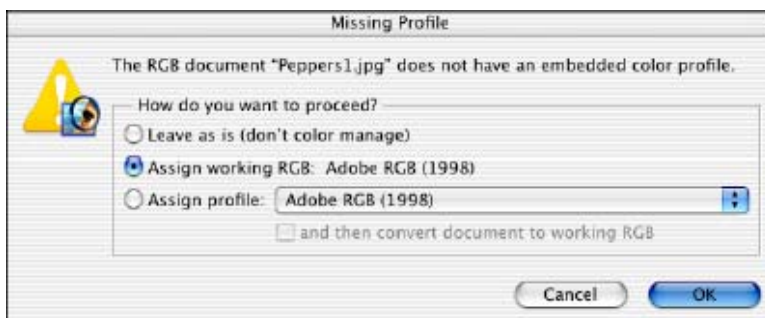 Missing Profile
The RGB document "Peppers1.jpg" does not have an embedded color profile.
How do you want to proceed?
Leave as is (don't color manage)
Assign working RGB: Adobe RGB (1998)
Assign profile: Adobe RGB (1998)
and then convert document to working RGB
Cancel OK